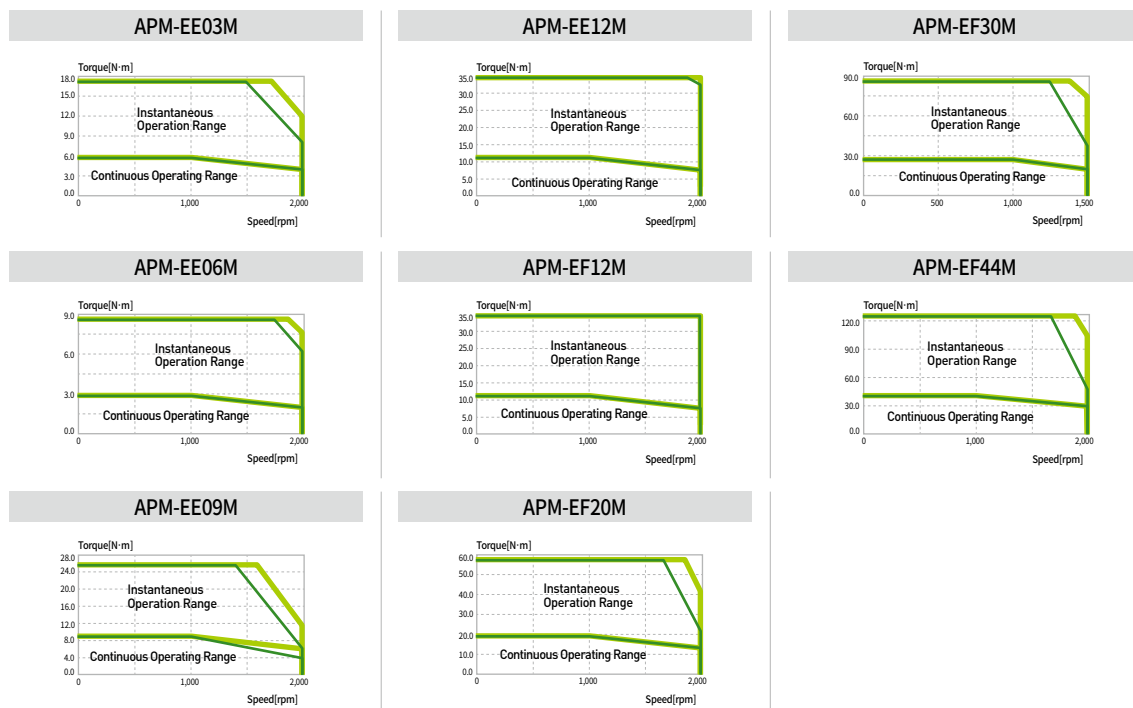 APM-EE03M
Torque[N·m]
18.0
15.0
12.0
9.0
6.0
3.0
0.0
Instantaneous
Operation Range
Continuous Operating Range
0
1,000
2,000
Speed[rpm]
APM-EE12M
Torque[N·m]
35.0
30.0
25.0
20.0
15.0
10.0
5.0
0.0
Instantaneous
Operation Range
Continuous Operating Range
0
1,000
2,000
Speed[rpm]
APM-EF30M
Torque[N·m]
90.0
60.0
30.0
0.0
Instantaneous
Operation Range
Continuous Operating Range
0
500
1,000
1,500
Speed[rpm]
APM-EE06M
Torque[N·m]
9.0
6.0
3.0
0.0
Instantaneous
Operation Range
Continuous Operating Range
0
1,000
2,000
Speed[rpm]
APM-EF12M
Torque[N·m]
35.0
30.0
25.0
20.0
15.0
10.0
5.0
0.0
Instantaneous
Operation Range
Continuous Operating Range
0
1,000
2,000
Speed[rpm]
APM-EF44M
Torque[N·m]
120.0
90.0
60.0
30.0
0.0
Instantaneous
Operation Range
Continuous Operating Range
0
1,000
2,000
Speed[rpm]
APM-EE09M
Torque[N·m]
28.0
24.0
20.0
16.0
12.0
8.0
4.0
0.0
Instantaneous
Operation Range
Continuous Operating Range
0
1,000
2,000
Speed[rpm]
APM-EF20M
Torque[N·m]
60.0
50.0
40.0
30.0
20.0
10.0
0.0
Instantaneous
Operation Range
Continuous Operating Range
0
1,000
2,000
Speed[rpm]